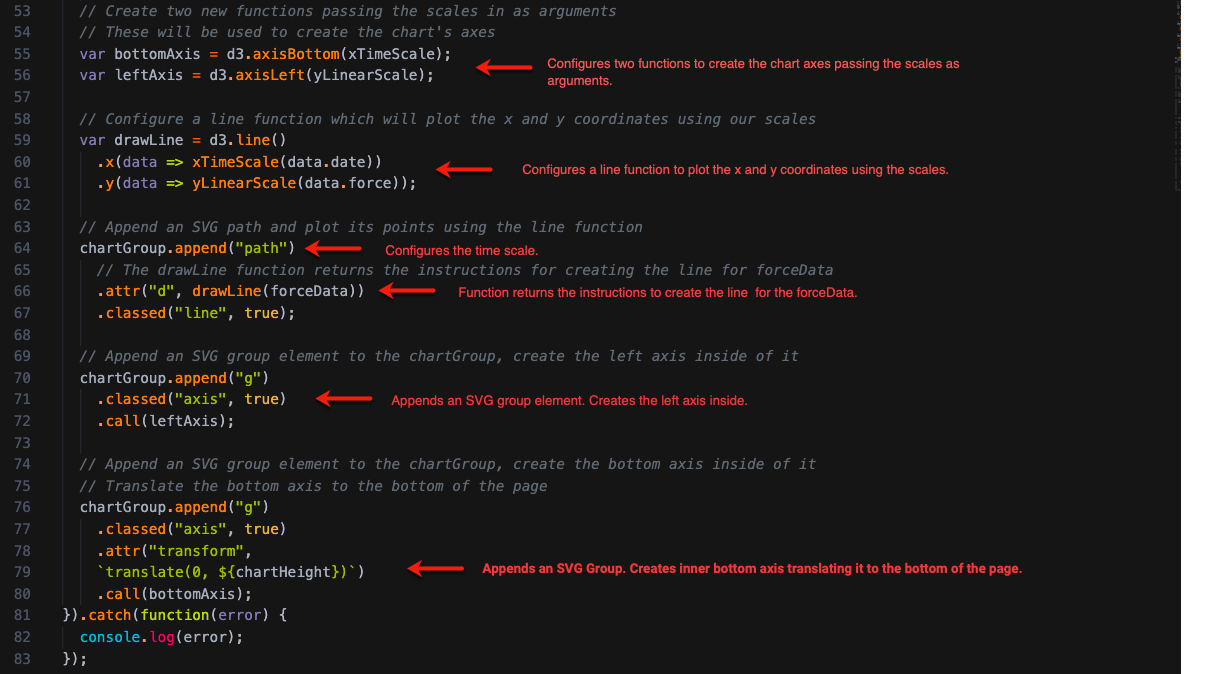 53 // Create two new functions passing the scales in as arguments
54 // These will be used to create the chart's axes
55 var bottomAxis = d3.axisBottom(xTimeScale);
56 var leftAxis = d3.axisLeft(yLinearScale);
Configures two functions to create the chart axes passing the scales as
arguments.
57
58 // Configure a line function which will plot the x and y coordinates using our scales
59 var drawLine = d3.line()
60 .x(data => xTimeScale(data.date))
61 .y(data => yLinearScale(data.force));
Configures a line function to plot the x and y coordinates using the scales.
62
63 // Append an SVG path and plot its points using the line function
64 chartGroup.append("path")
Configures the time scale.
65 // The drawLine function returns the instructions for creating the line for forceData
66 .attr("d", drawLine(forceData))
Function returns the instructions to create the line for the forceData.
67 .classed("line", true);
68
69 // Append an SVG group element to the chartGroup, create the left axis inside of it
70 chartGroup.append("g")
71 .classed("axis", true)
Appends an SVG group element. Creates the left axis inside.
72 .call(leftAxis);
73
74 // Append an SVG group element to the chartGroup, create the bottom axis inside of it
75 // Translate the bottom axis to the bottom of the page
76 chartGroup.append("g")
77 .classed("axis", true)
78 .attr("transform",
79 `translate(0, ${chartHeight})`)
Appends an SVG Group. Creates inner bottom axis translating it to the bottom of the page.
80 .call(bottomAxis);
81 }).catch(function(error) {
82 console.log(error);
83 });